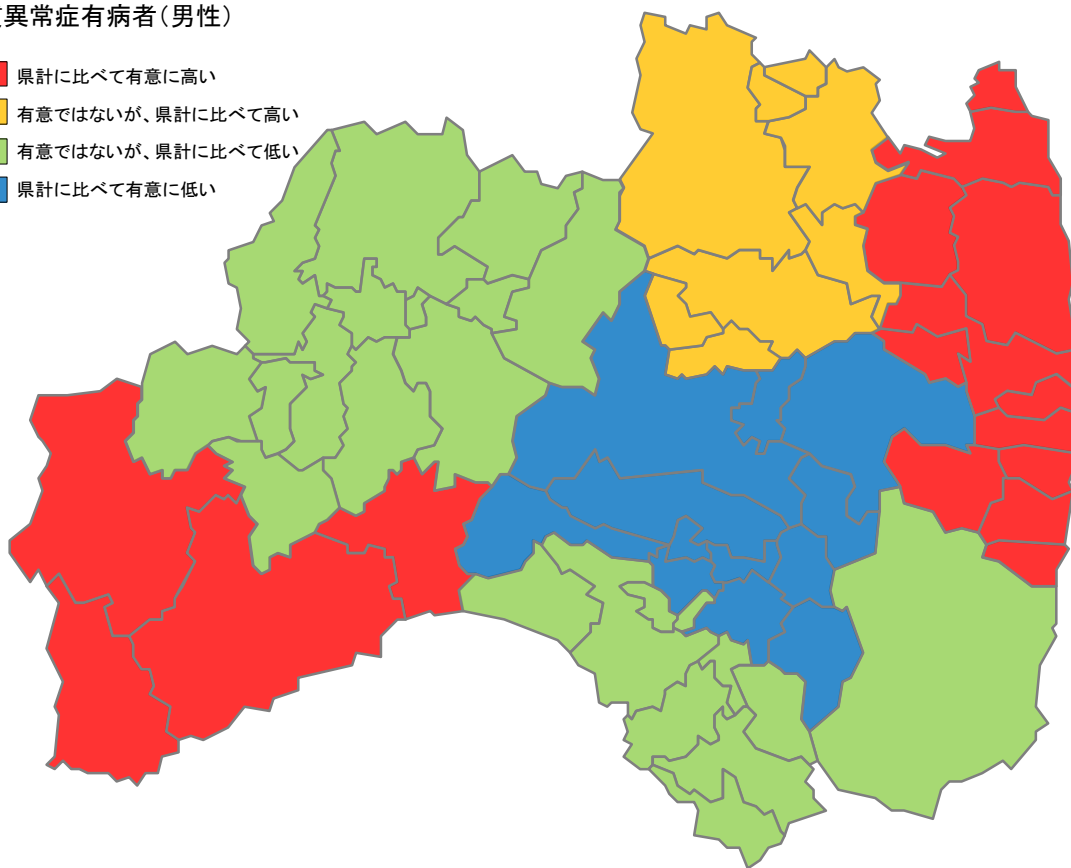 異常症有病者(男性)
県計に比べて有意に高い
有意ではないが、県計に比べて高い
有意ではないが、県計に比べて低い
県計に比べて有意に低い